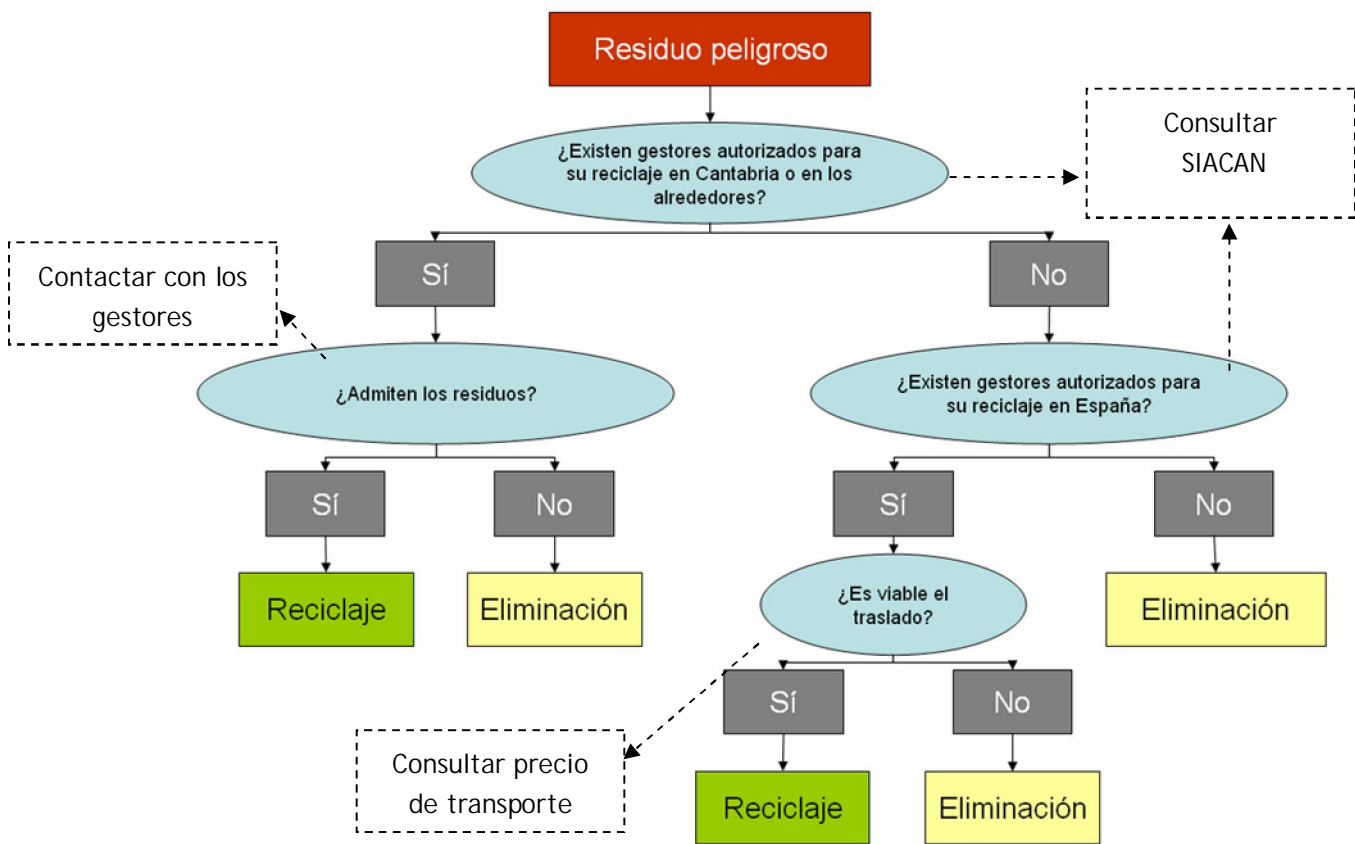 Residuo peligroso
¿Existen gestores autorizados para
su reciclaje en Cantabria o en los
alrededores?
Consultar
SIACAN
Sí
No
Contactar con los
gestores
¿Admiten los residuos?
¿Existen gestores autorizados para
su reciclaje en España?
Sí
No
Sí
No
Reciclaje
Eliminación
¿Es viable el
traslado?
Eliminación
Sí
No
Consultar precio
de transporte
Reciclaje
Eliminación